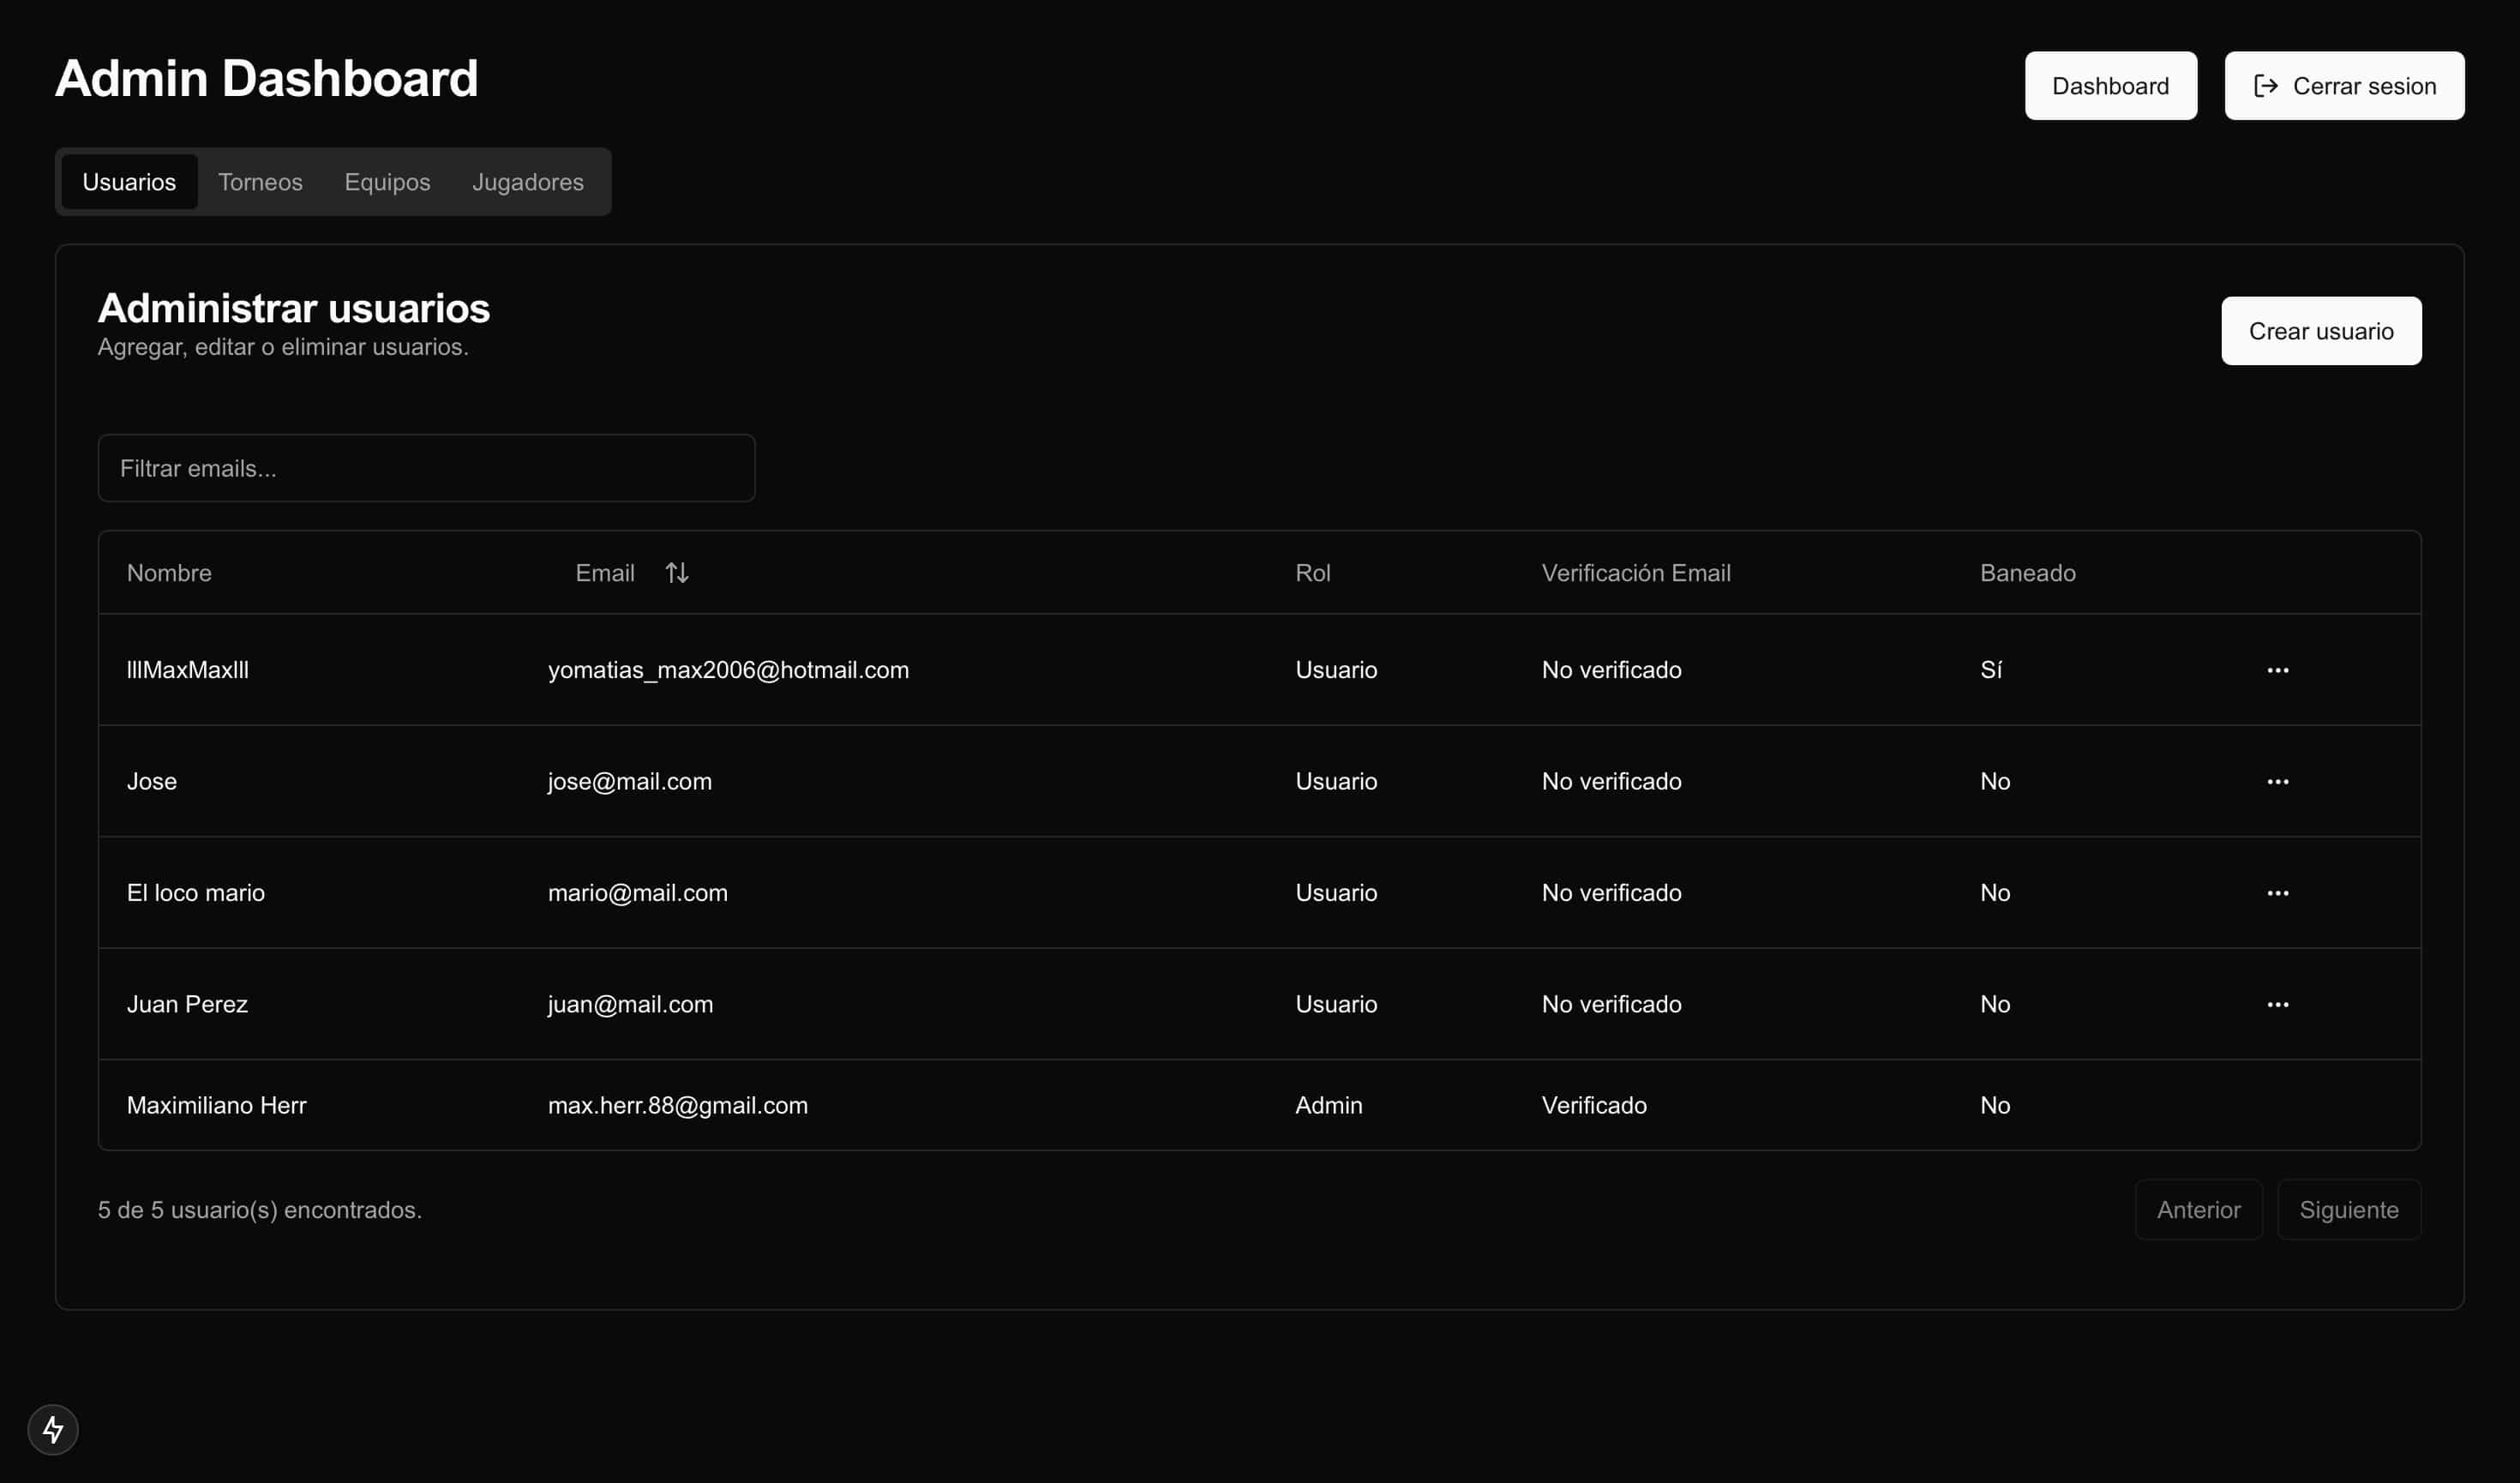 Admin Dashboard
Dashboard
Cerrar sesion
Usuarios Torneos Equipos Jugadores
Administrar usuarios
Agregar, editar o eliminar usuarios.
Crear usuario
Filtrar emails...
Nombre Email Rol Verificación Email Baneado
lllMaxMaxlll yomatias_max2006@hotmail.com Usuario No verificado Sí
Jose jose@mail.com Usuario No verificado No
El loco mario mario@mail.com Usuario No verificado No
Juan Perez juan@mail.com Usuario No verificado No
Maximiliano Herr max.herr.88@gmail.com Admin Verificado No
5 de 5 usuario(s) encontrados.
Anterior Siguiente